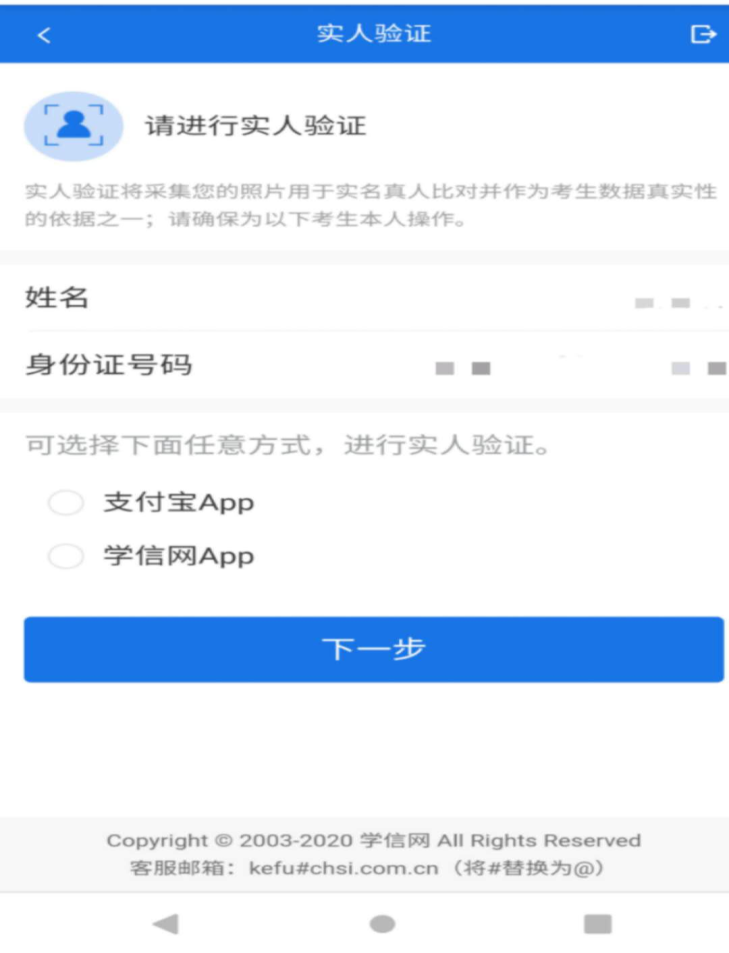 实人验证
请进行实人验证
实人验证将采集您的照片用于实名真人比对并作为考生数据真实性
的依据之一；请确保为以下考生本人操作。
姓名
身份证号码
可选择下面任意方式，进行实人验证。
支付宝App
学信网App
下一步
Copyright © 2003-2020 学信网 All Rights Reserved
客服邮箱：kefu#chsi.com.cn（将#替换为@）